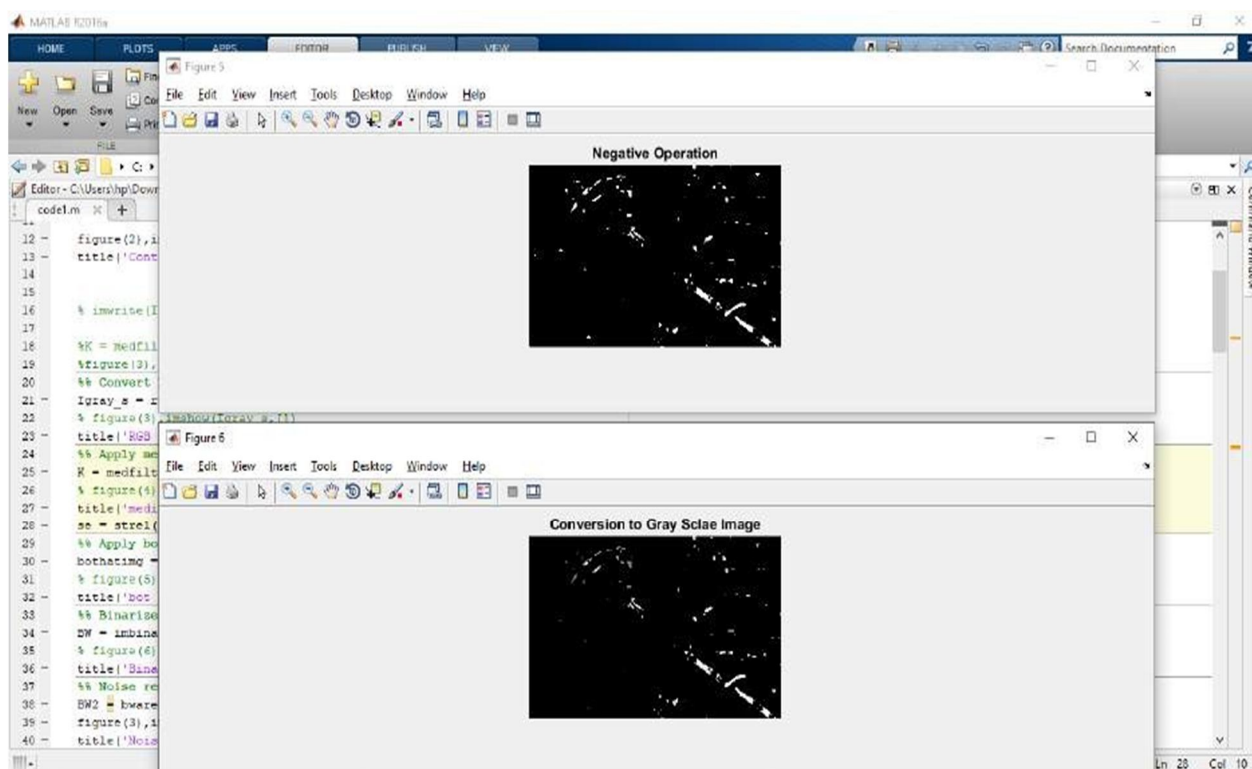 MATLAB R2016a
HOME PLOTS APPS EDITOR PUBLISH VIEW Search Documentation
New Open Save
FILE
C:
Editor - C:\Users\hp\Down
code1.m
Figure 5
File Edit View Insert Tools Desktop Window Help
Negative Operation
12 figure(2),i
13 title('Cont
14
15
16 % imwrite(I
17
18 %K = medfil
19 %figure(3),
20 %% Convert
21 Igray_s = r
22 % figure(3),imshow(Igray_s,[])
23 title('RGB
24 %% Apply me
25 K = medfilt
26 % figure(4)
27 title('medi
28 se = strel(
29 %% Apply bo
30 bothatimg =
31 % figure(5)
32 title('bot
33 %% Binarize
34 BW = imbina
35 % figure(6)
36 title('Bina
37 %% Noise re
38 BW2 = bware
39 figure(3),i
40 title('Nois
Figure 6
File Edit View Insert Tools Desktop Window Help
Conversion to Gray Sclae Image
Ln 28 Col 10